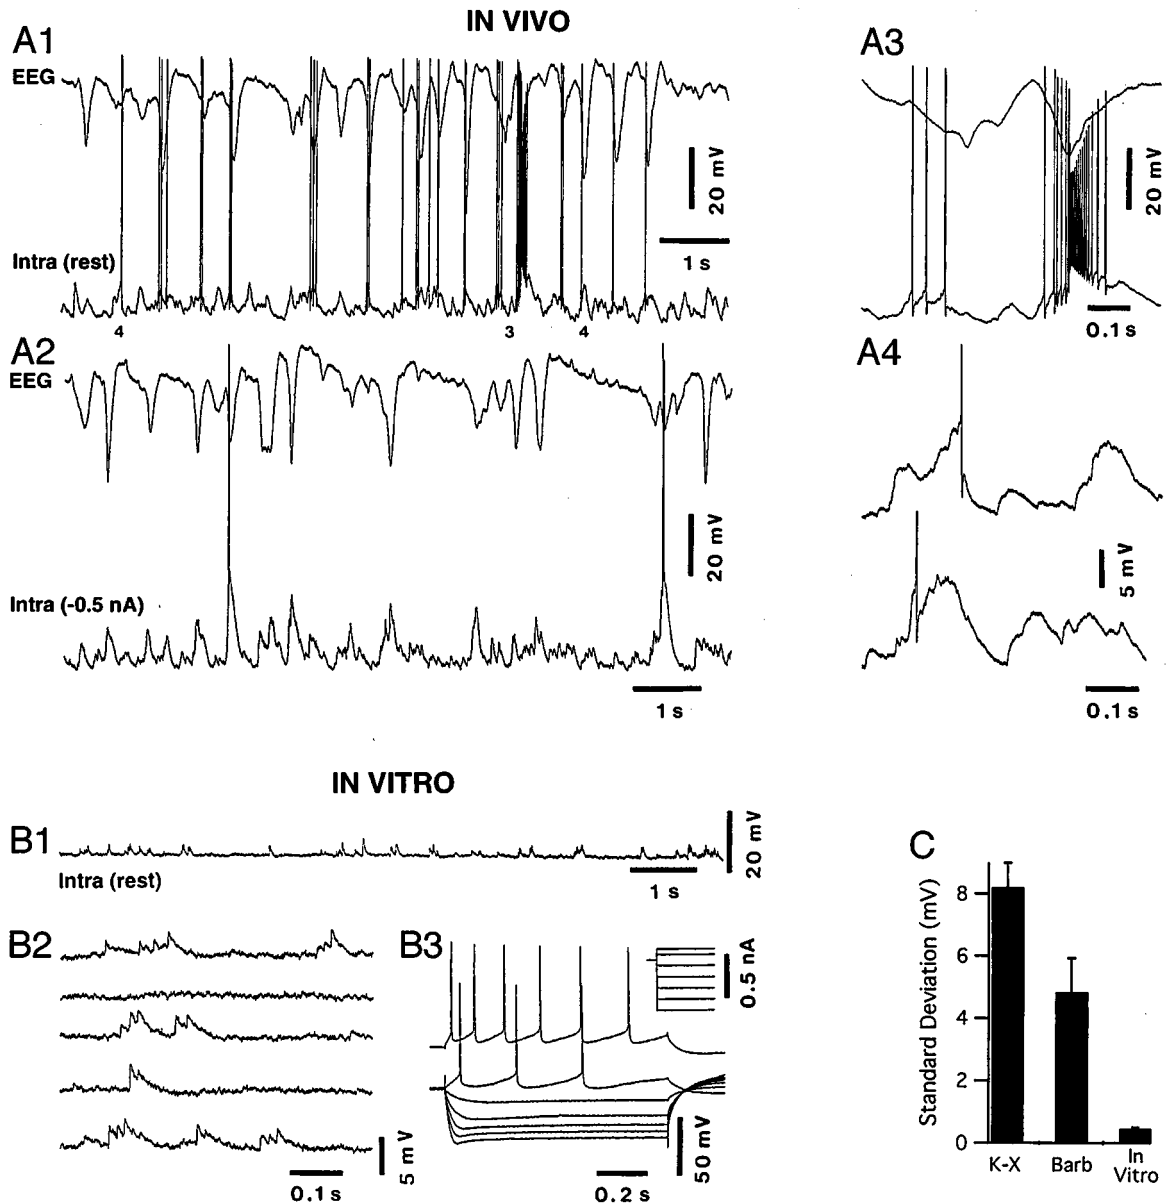 IN VIVO
A1
EEG
20 mV
1 s
Intra (rest)
4
3
4
A3
20 mV
0.1 s
A2
EEG
20 mV
Intra (-0.5 nA)
1 s
A4
5 mV
0.1 s
IN VITRO
B1
20 mV
Intra (rest)
1 s
B2
5 mV
0.1 s
B3
0.5 nA
50 mV
0.2 s
C
Standard Deviation (mV)
8
6
4
2
0
K-X
Barb
In
Vitro